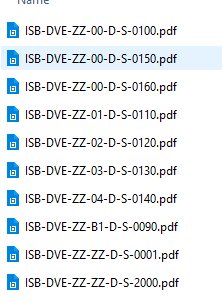 Name
ISB-DVE-ZZ-00-D-S-0100.pdf
ISB-DVE-ZZ-00-D-S-0150.pdf
ISB-DVE-ZZ-00-D-S-0160.pdf
ISB-DVE-ZZ-01-D-S-0110.pdf
ISB-DVE-ZZ-02-D-S-0120.pdf
ISB-DVE-ZZ-03-D-S-0130.pdf
ISB-DVE-ZZ-04-D-S-0140.pdf
ISB-DVE-ZZ-B1-D-S-0090.pdf
ISB-DVE-ZZ-ZZ-D-S-0001.pdf
ISB-DVE-ZZ-ZZ-D-S-2000.pdf